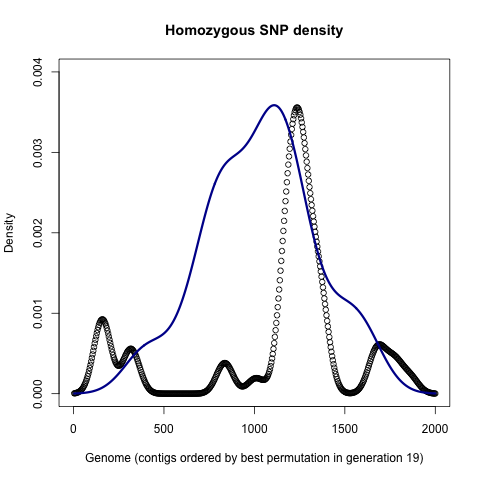 Homozygous SNP density
0.004
0.003
0.002
0.001
0.000
Density
0 500 1000 1500 2000
Genome (contigs ordered by best permutation in generation 19)